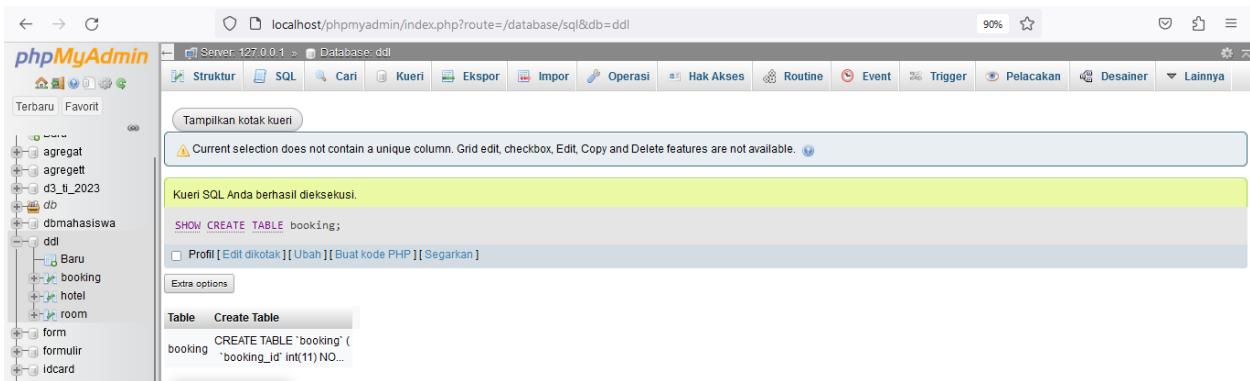 localhost/phpmyadmin/index.php?route=/database/sql&db=ddl 90%
phpMyAdmin
Terbaru Favorit
agregat
agregett
d3_ti_2023
db
dbmahasiswa
ddl
Baru
booking
hotel
room
form
formulir
idcard
Server: 127.0.0.1 » Database: ddl
Struktur SQL Cari Kueri Ekspor Impor Operasi Hak Akses Routine Event Trigger Pelacakan Desainer Lainnya
Tampilkan kotak kueri
Current selection does not contain a unique column. Grid edit, checkbox, Edit, Copy and Delete features are not available.
Kueri SQL Anda berhasil dieksekusi.
SHOW CREATE TABLE booking;
Profil [ Edit dikotak ] [ Ubah ] [ Buat kode PHP ] [ Segarkan ]
Extra options
Table Create Table
booking CREATE TABLE `booking` (
`booking_id` int(11) NO...